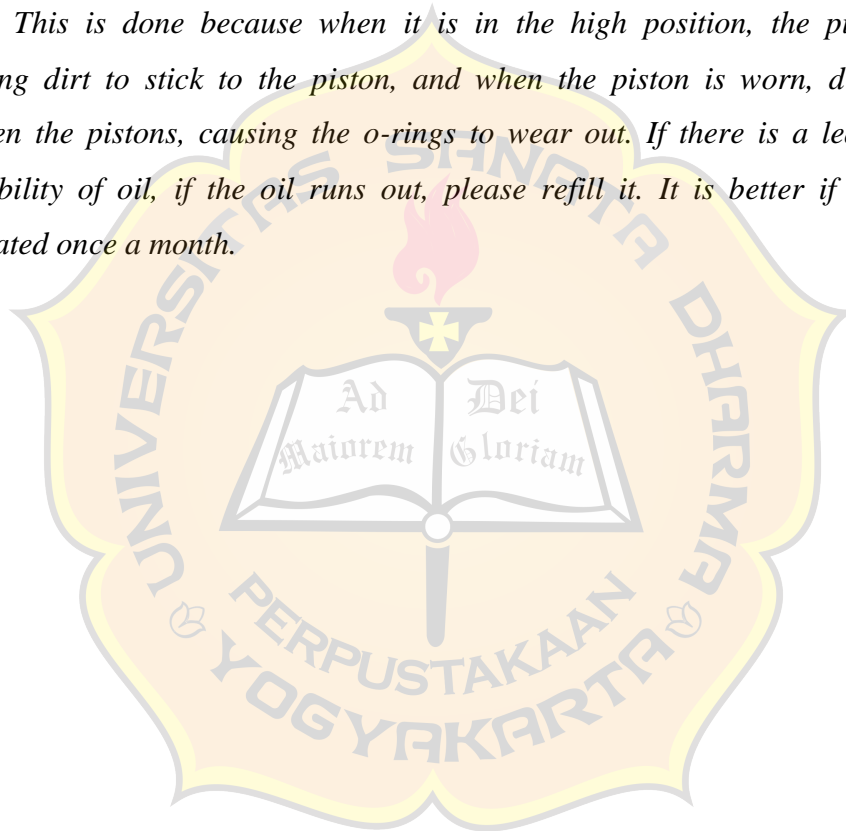 This is done because when it is in the high position, the
ng dirt to stick to the piston, and when the piston is worn,
en the pistons, causing the o-rings to wear out. If there is a
bility of oil, if the oil runs out, please refill it. It is better if
ated once a month.
UNIVERSITAS SANATA DHARMA
Ad Dei
Maiorem Gloriam
PERPUSTAKAAN
YOGYAKARTA